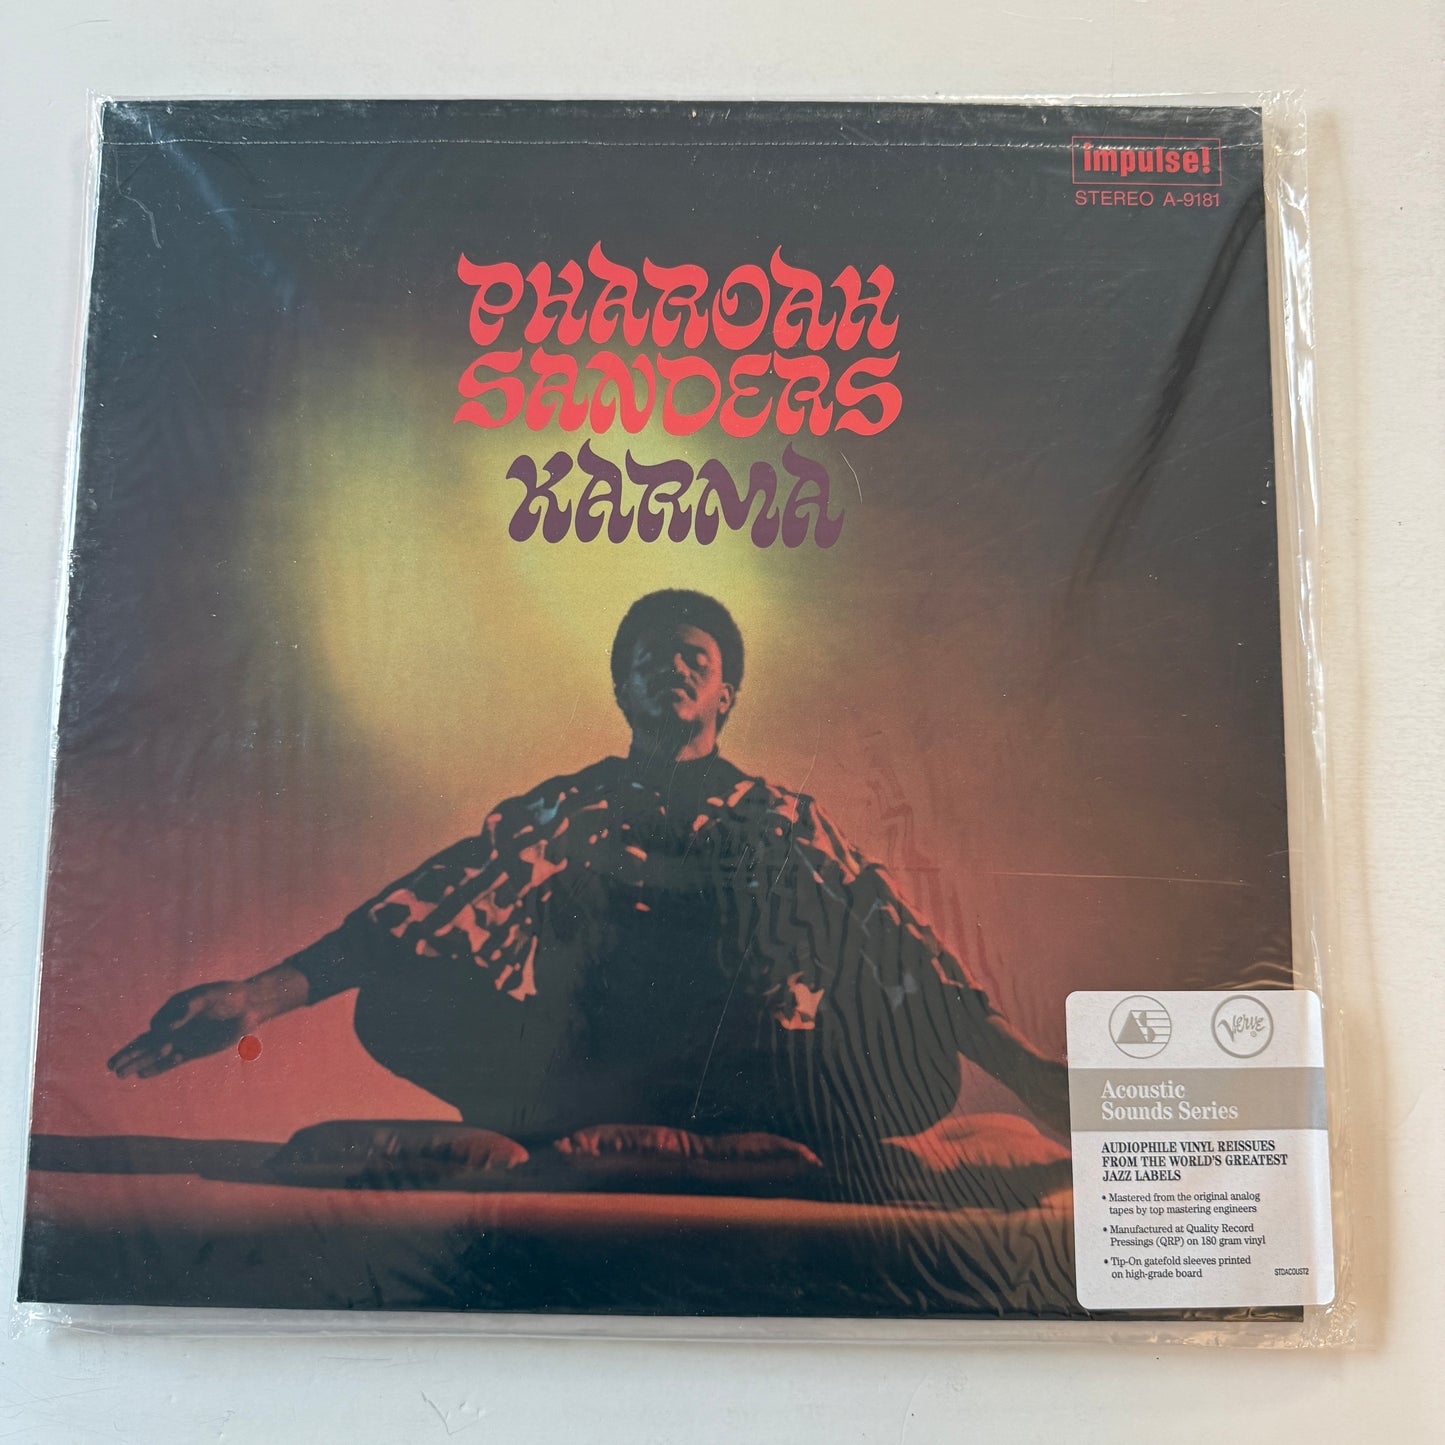 impulse!
STEREO A-9181
PHAROAH
SANDERS
KARMA
AS
Verve
Acoustic
Sounds Series
AUDIOPHILE VINYL REISSUES
FROM THE WORLD'S GREATEST
JAZZ LABELS
• Mastered from the original analog
tapes by top mastering engineers
• Manufactured at Quality Record
Pressings (QRP) on 180 gram vinyl
• Tip-On gatefold sleeves printed
on high-grade board
STDACOUST2